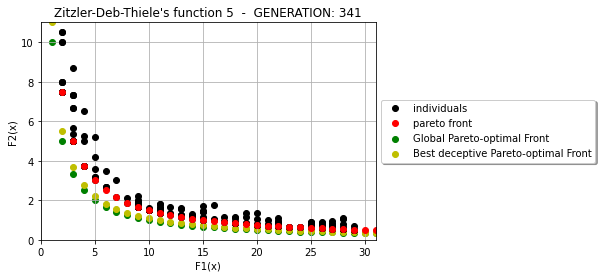 Zitzler-Deb-Thiele's function 5 - GENERATION: 341
F2(x)
10
8
6
4
2
0
0 5 10 15 20 25 30
F1(x)
individuals
pareto front
Global Pareto-optimal Front
Best deceptive Pareto-optimal Front